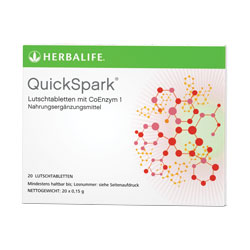 HERBALIFE.
QuickSpark®
Lutschtabletten mit CoEnzym 1
Nahrungsergänzungsmittel
20 LUTSCHTABLETTEN
Mindestens haltbar bis; Losnummer: siehe Seitenaufdruck
NETTOGEWICHT: 20 x 0,15 g